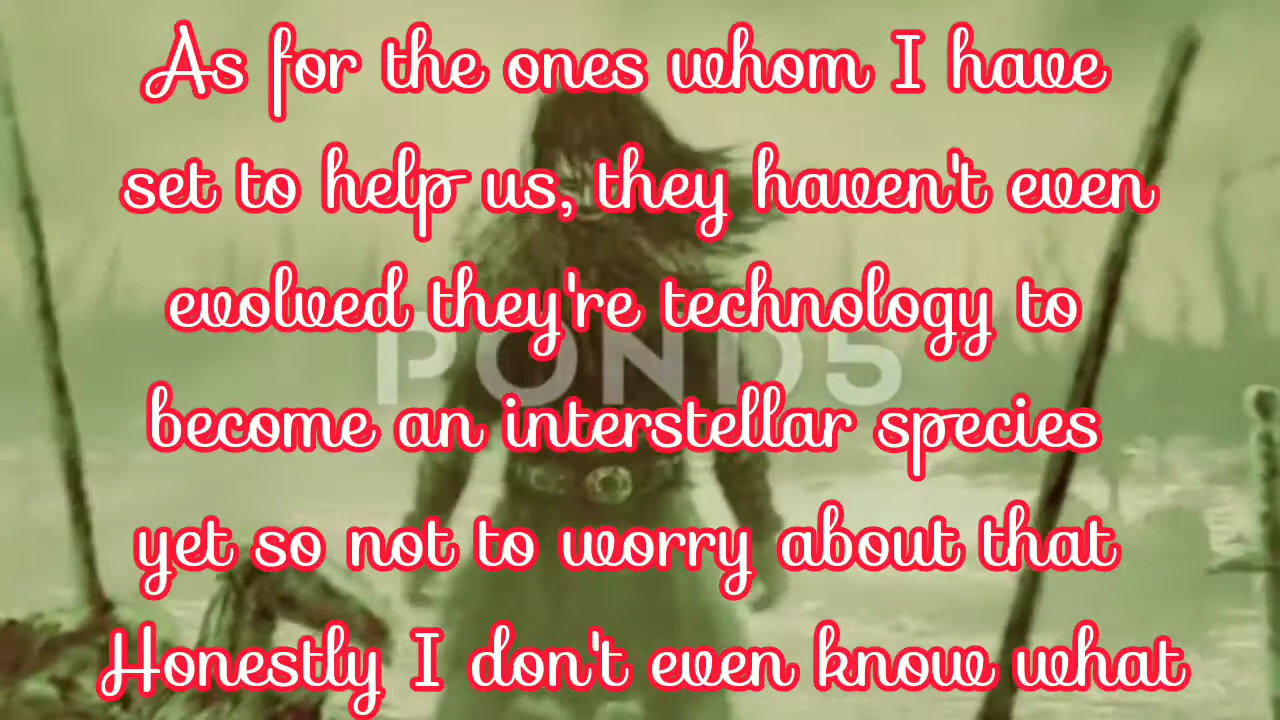 As for the ones whom I have
set to help us, they haven't even
evolved they're technology to
POND5
become an interstellar species
yet so not to worry about that
Honestly I don't even know what